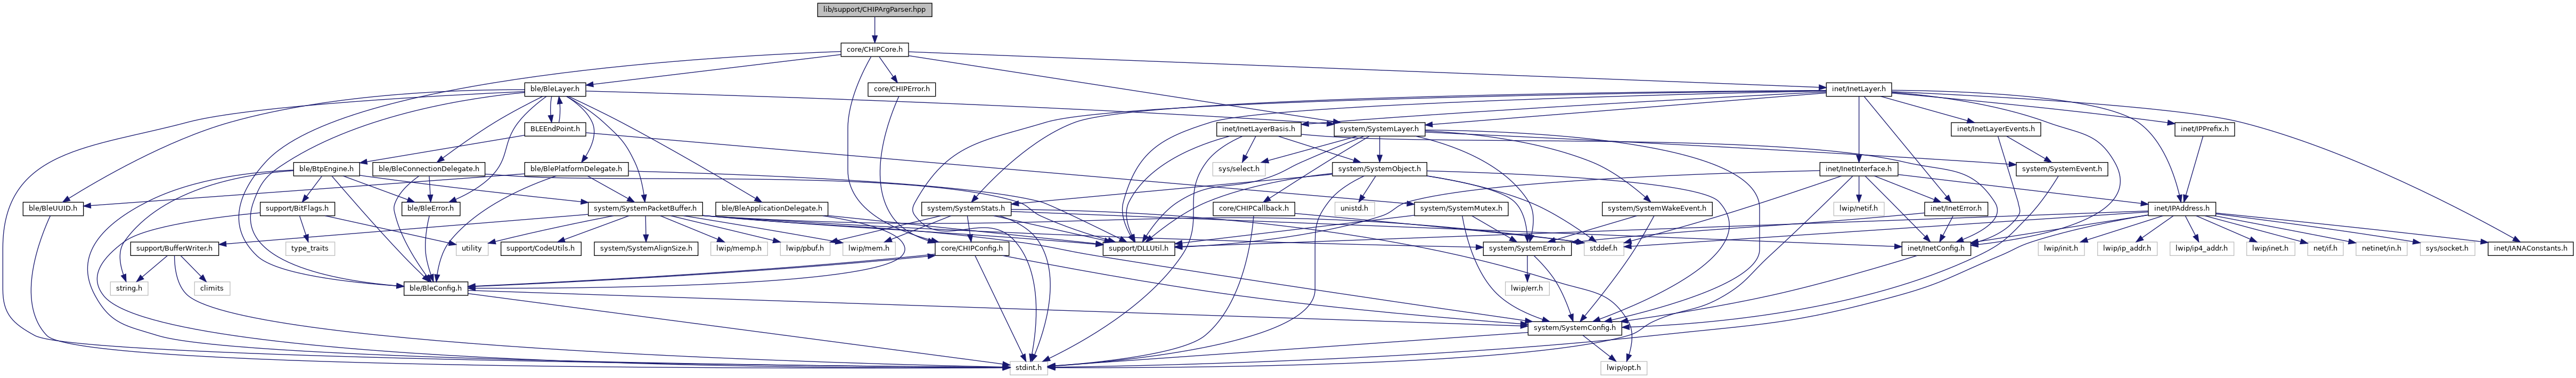 lib/support/CHIPArgParser.hpp
core/CHIPCore.h
ble/BleLayer.h
core/CHIPError.h
inet/InetLayer.h
BLEEndPoint.h
inet/InetLayerBasis.h
system/SystemLayer.h
inet/InetLayerEvents.h
inet/IPPrefix.h
ble/BtpEngine.h
ble/BleConnectionDelegate.h
ble/BlePlatformDelegate.h
sys/select.h
system/SystemObject.h
inet/InetInterface.h
system/SystemEvent.h
ble/BleUUID.h
support/BitFlags.h
ble/BleError.h
system/SystemPacketBuffer.h
ble/BleApplicationDelegate.h
system/SystemStats.h
core/CHIPCallback.h
unistd.h
system/SystemMutex.h
system/SystemWakeEvent.h
lwip/netif.h
inet/InetError.h
inet/IPAddress.h
support/BufferWriter.h
type_traits
utility
support/CodeUtils.h
system/SystemAlignSize.h
lwip/memp.h
lwip/pbuf.h
lwip/mem.h
core/CHIPConfig.h
support/DLLUtil.h
system/SystemError.h
stddef.h
inet/InetConfig.h
lwip/init.h
lwip/ip_addr.h
lwip/ip4_addr.h
lwip/inet.h
net/if.h
netinet/in.h
sys/socket.h
inet/IANAConstants.h
string.h
climits
ble/BleConfig.h
lwip/err.h
system/SystemConfig.h
stdint.h
lwip/opt.h